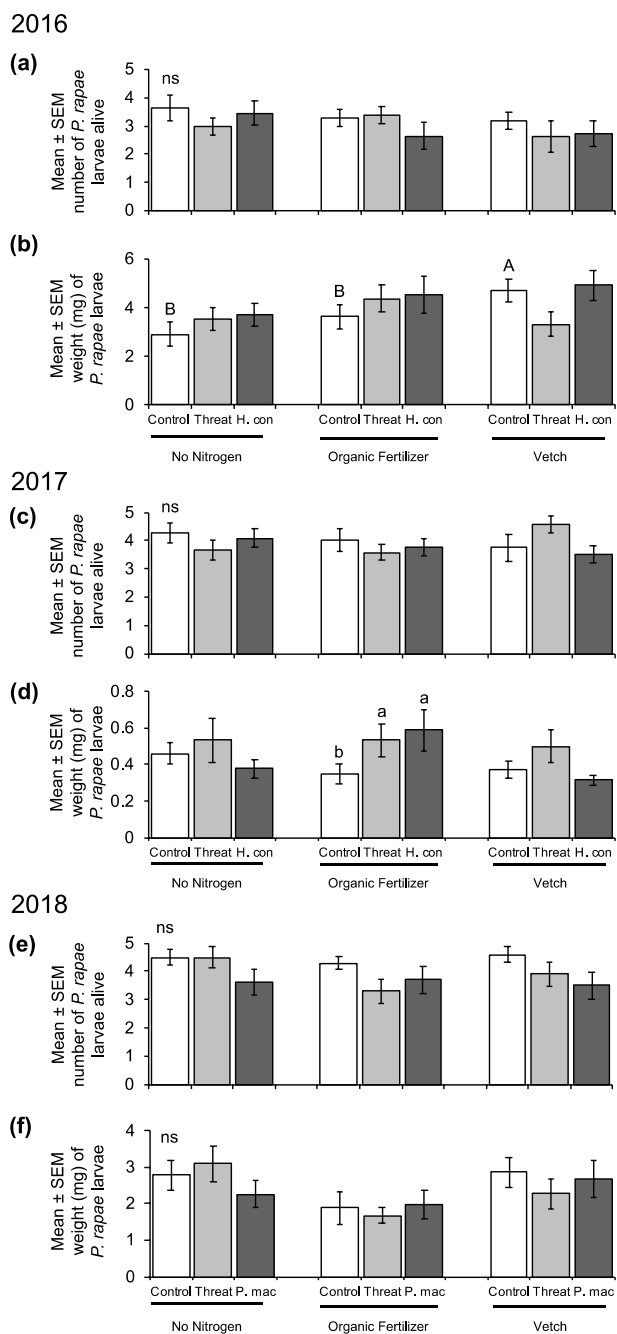 2016
(a)
Mean ± SEM
number of P. rapae
larvae alive
5
4
3
2
1
0
ns
(b)
Mean ± SEM
weight (mg) of
P. rapae larvae
6
4
2
0
B
B
A
Control Threat H. con
Control Threat H. con
Control Threat H. con
No Nitrogen
Organic Fertilizer
Vetch
2017
(c)
Mean ± SEM
number of P. rapae
larvae alive
5
4
3
2
1
0
ns
(d)
Mean ± SEM
weight (mg) of
P. rapae larvae
0.8
0.6
0.4
0.2
0
b
a
a
Control Threat H. con
Control Threat H. con
Control Threat H. con
No Nitrogen
Organic Fertilizer
Vetch
2018
(e)
Mean ± SEM
number of P. rapae
larvae alive
5
4
3
2
1
0
ns
(f)
Mean ± SEM
weight (mg) of
P. rapae larvae
4
3
2
1
0
ns
Control Threat P. mac
Control Threat P. mac
Control Threat P. mac
No Nitrogen
Organic Fertilizer
Vetch